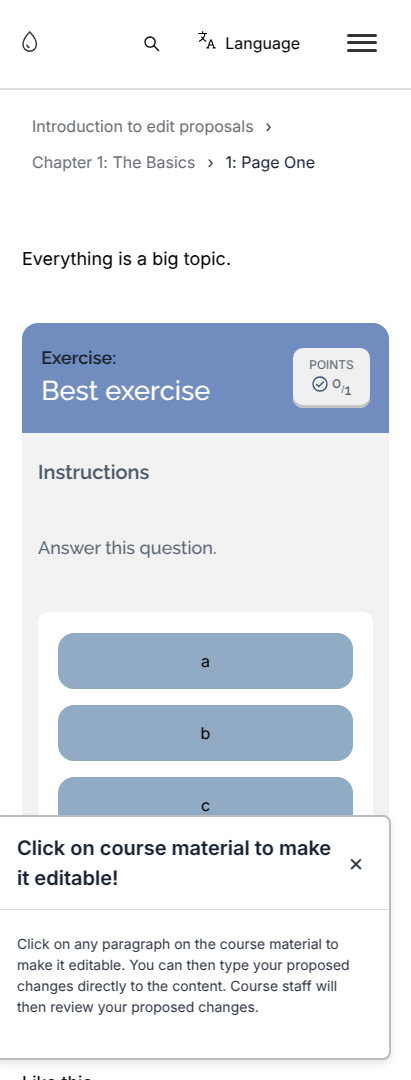 Language
Introduction to edit proposals ›
Chapter 1: The Basics › 1: Page One
Everything is a big topic.
Exercise:
Best exercise
POINTS
0/1
Instructions
Answer this question.
a
b
c
Click on course material to make
it editable!
Click on any paragraph on the course material to
make it editable. You can then type your proposed
changes directly to the content. Course staff will
then review your proposed changes.
Like this